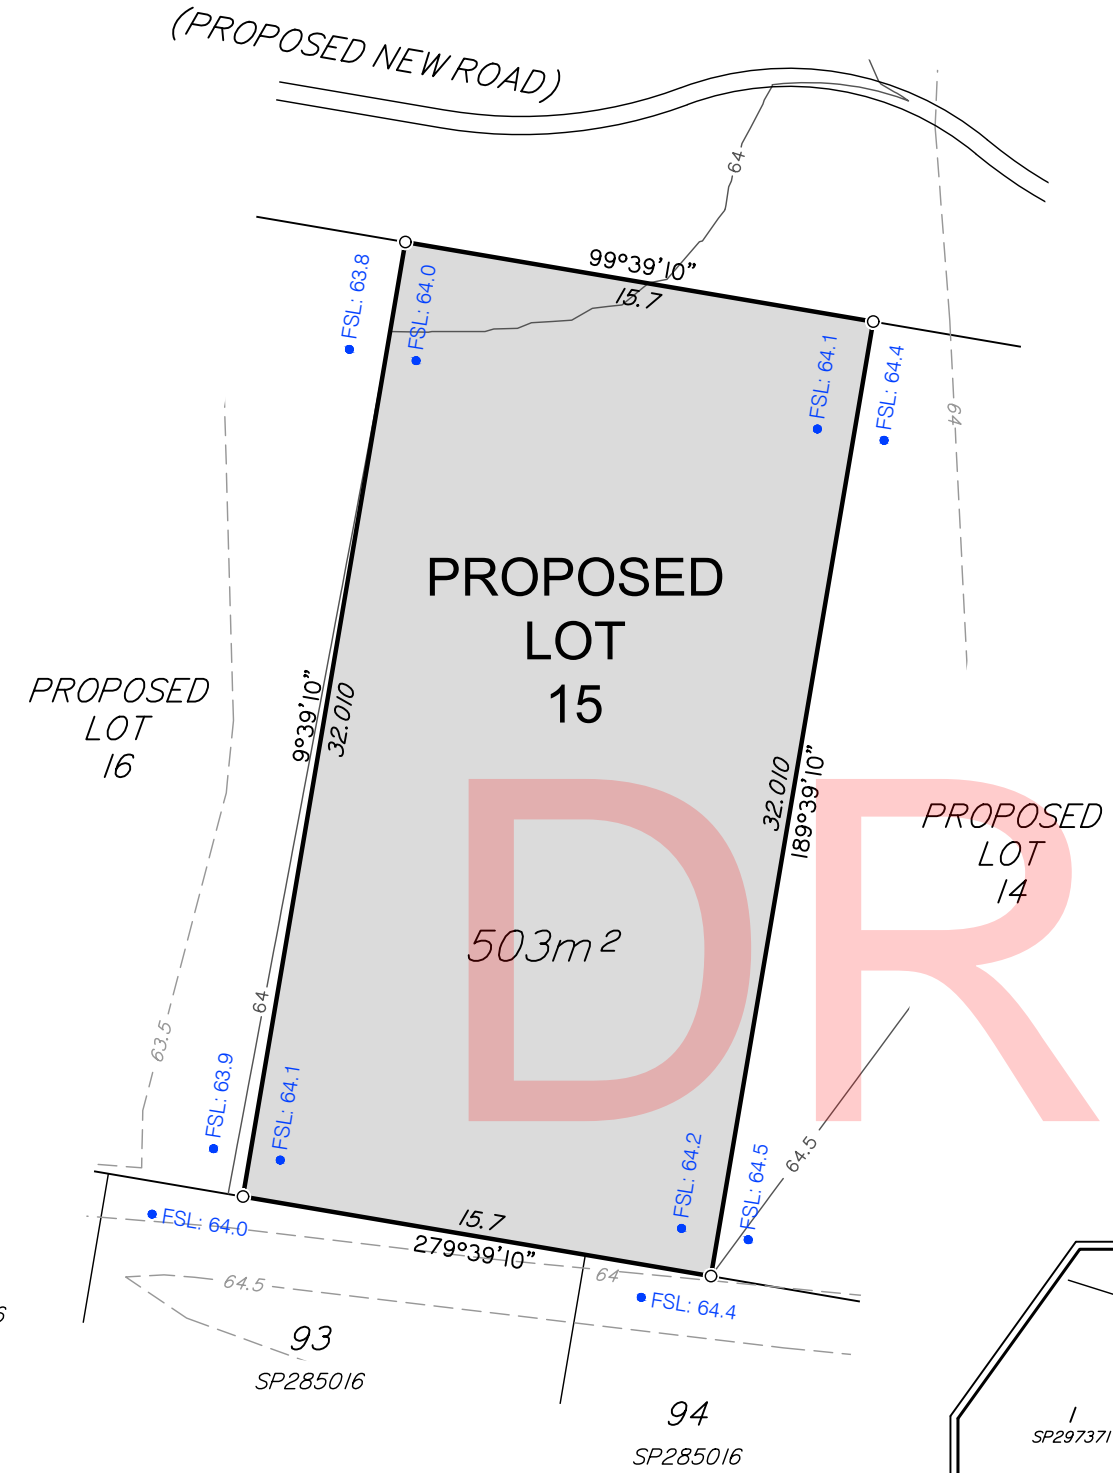 (PROPOSED NEW ROAD)
64
99°39'10"
15.7
FSL: 63.8
FSL: 64.0
FSL: 64.1
FSL: 64.4
64
PROPOSED
LOT
15
PROPOSED
LOT
16
9°39'10"
32.010
32.010
189°39'10"
PROPOSED
LOT
14
503m²
DR
64
63.5
FSL: 63.9
FSL: 64.1
FSL: 64.2
FSL: 64.5
64.5
FSL: 64.0
15.7
279°39'10"
64
64.5
FSL: 64.4
93
SP285016
94
SP285016
1
SP297371